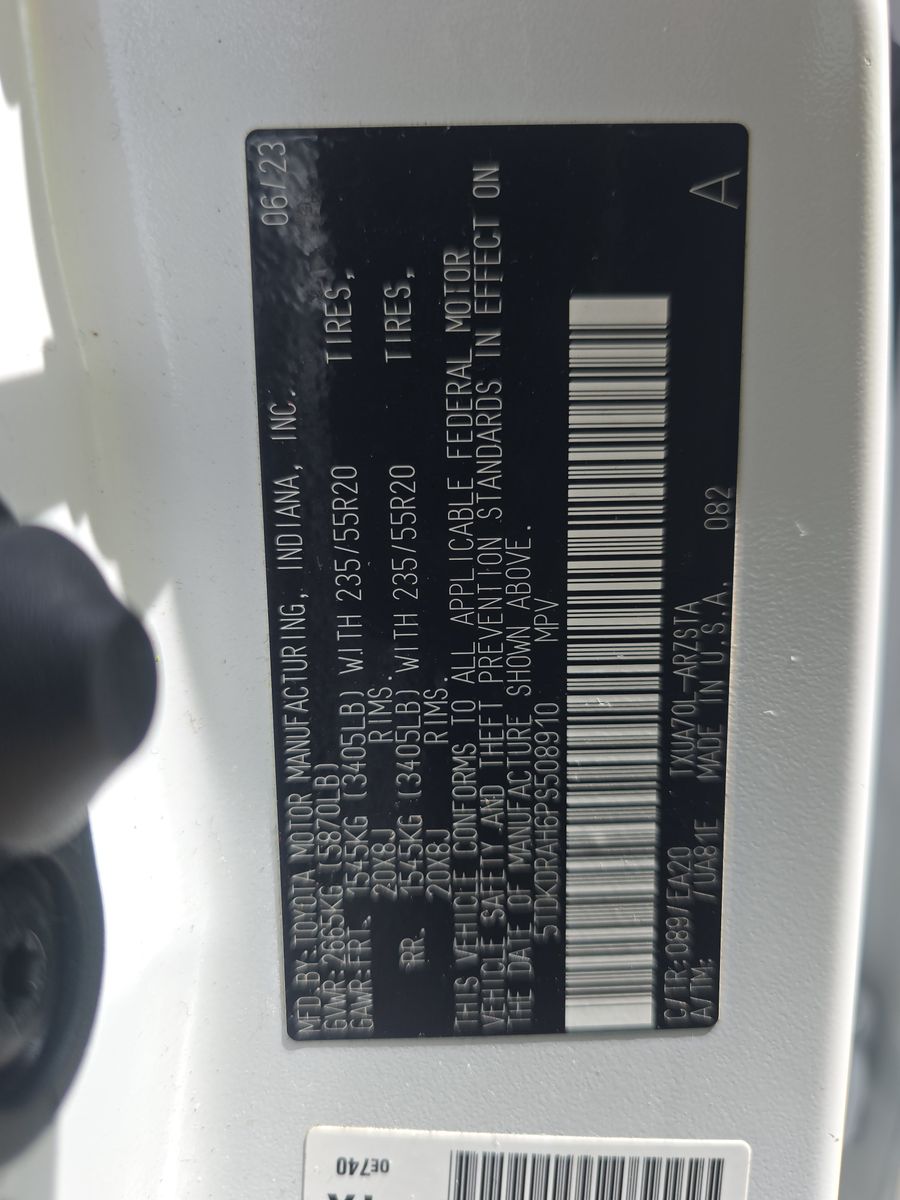 MFD.BY:TOYOTA MOTOR MANUFACTURING, INDIANA, INC. 06/23
GVWR:2665KG (5870LB)
GAWR:FRT. 1545KG (3405LB) WITH 235/55R20 TIRES,
20X8J RIMS.
RR. 1545KG (3405LB) WITH 235/55R20 TIRES,
20X8J RIMS.
THIS VEHICLE CONFORMS TO ALL APPLICABLE FEDERAL MOTOR
VEHICLE SAFETY AND THEFT PREVENTION STANDARDS IN EFFECT ON
THE DATE OF MANUFACTURE SHOWN ABOVE.
5TDKDRAH6PS508910 MPV
C/TR:089/EA20 TXUA70L-ARZSTA
A/TM: /UA81E MADE IN U.S.A. 082 A
0E740